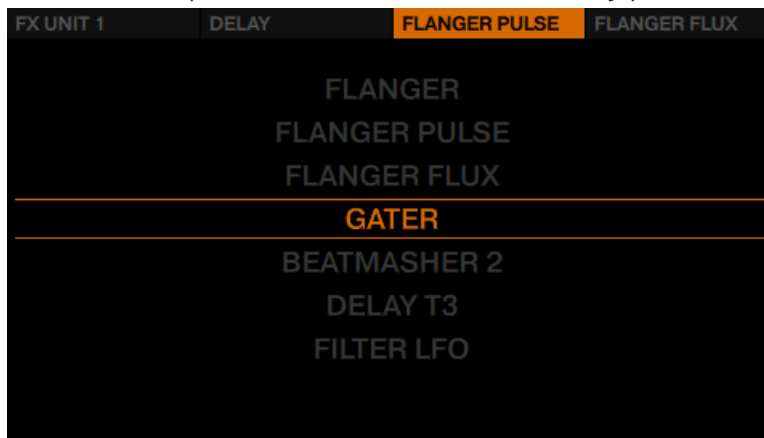 FX UNIT 1 DELAY FLANGER PULSE FLANGER FLUX
FLANGER
FLANGER PULSE
FLANGER FLUX
GATER
BEATMASHER 2
DELAY T3
FILTER LFO